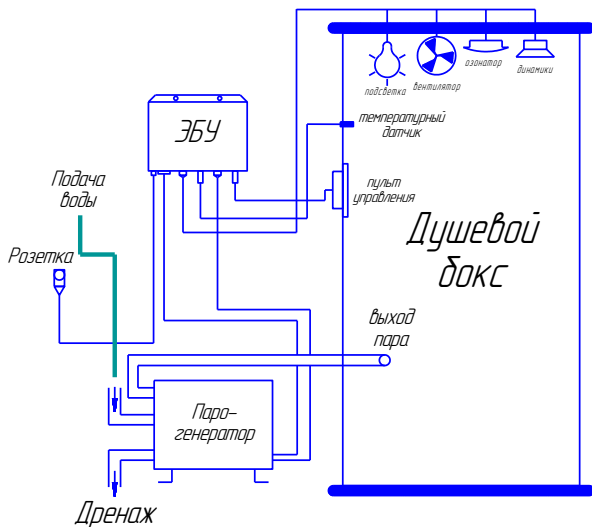 подсветка
вентилятор
озонатор
динамики
ЭБУ
температурный
датчик
Подача
воды
пульт
управления
Розетка
Душевой
бокс
выход
пара
Паро-
генератор
Дренаж